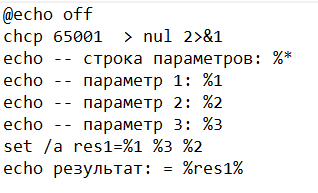 @echo off
chcp 65001  > nul 2>&1
echo -- строка параметров: %*
echo -- параметр 1: %1
echo -- параметр 2: %2
echo -- параметр 3: %3
set /a res1=%1 %3 %2
echo результат: = %res1%